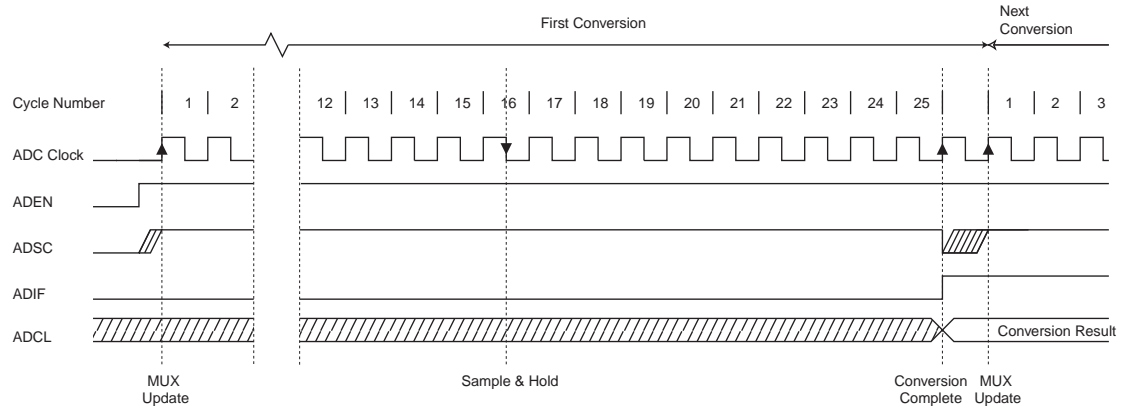 First Conversion
Next
Conversion
Cycle Number 1 2 12 13 14 15 16 17 18 19 20 21 22 23 24 25 1 2 3
ADC Clock
ADEN
ADSC
ADIF
ADCL Conversion Result
MUX
Update
Sample & Hold
Conversion
Complete
MUX
Update